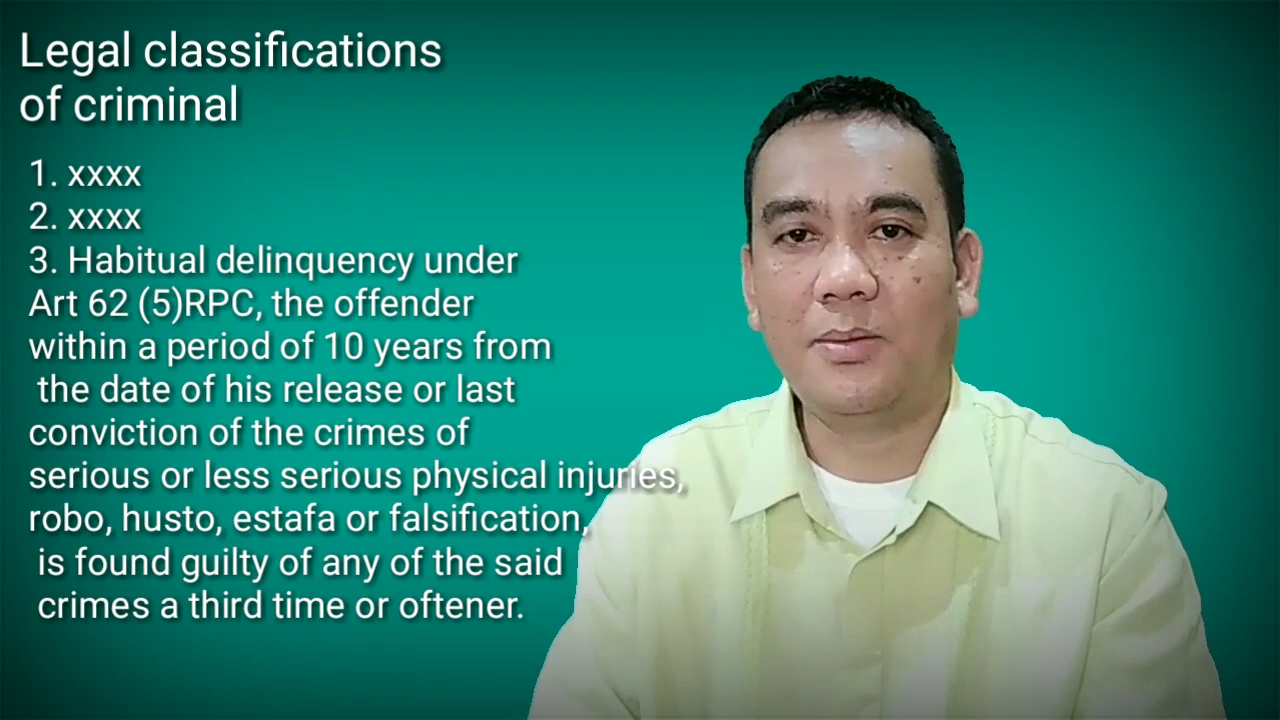 Legal classifications
of criminal
1. xxxx
2. xxxx
3. Habitual delinquency under
Art 62 (5)RPC, the offender
within a period of 10 years from
the date of his release or last
conviction of the crimes of
serious or less serious physical injuries,
robo, husto, estafa or falsification,
is found guilty of any of the said
crimes a third time or oftener.